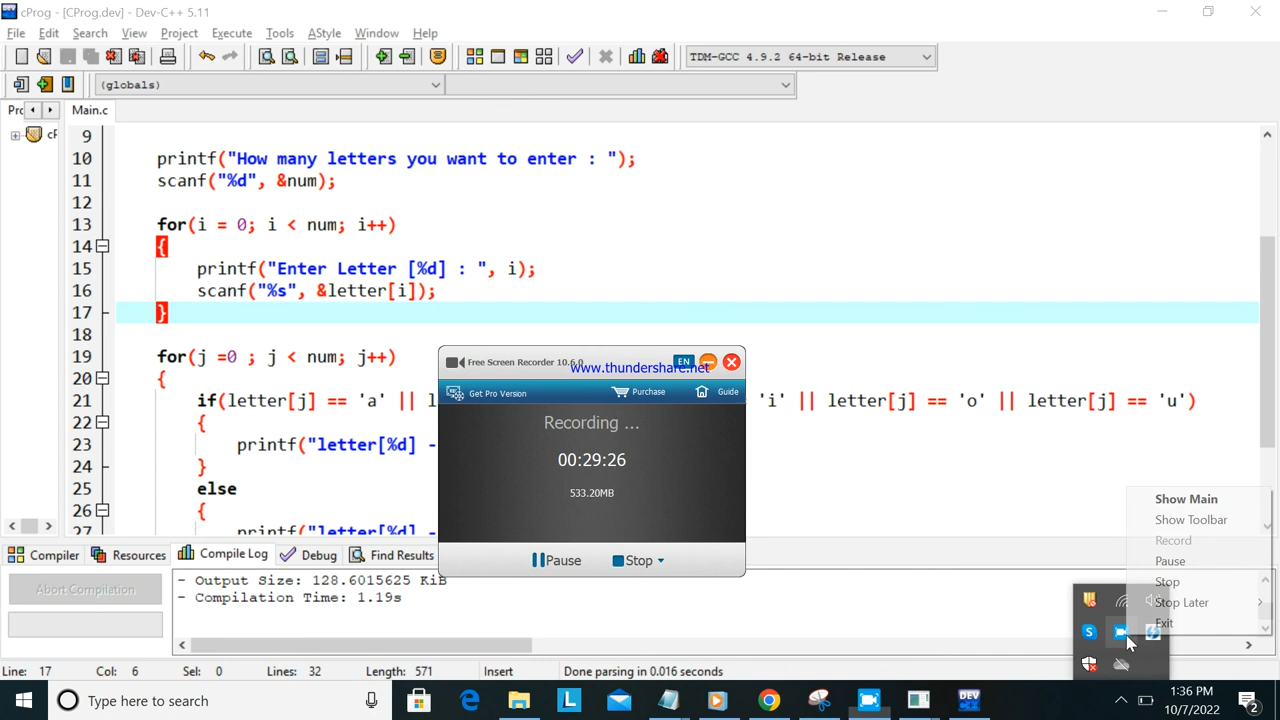 cProg - [CProg.dev] - Dev-C++ 5.11
File Edit Search View Project Execute Tools AStyle Window Help
TDM-GCC 4.9.2 64-bit Release
(globals)
Main.c
9
10 printf("How many letters you want to enter : ");
11 scanf("%d", &num);
12
13 for(i = 0; i < num; i++)
14 {
15 printf("Enter Letter [%d] : ", i);
16 scanf("%s", &letter[i]);
17 }
18
19 for(j =0 ; j < num; j++)
20 {
21 if(letter[j] == 'a' || 'i' || letter[j] == 'o' || letter[j] == 'u')
22 {
23 printf("letter[%d] -
24 }
25 else
26 {
27 printf("letter[%d] -
Free Screen Recorder 10.6.0 EN
www.thundershare.net
Get Pro Version Purchase Guide
Recording ...
00:29:26
533.20MB
Pause Stop
Show Main
Show Toolbar
Record
Pause
Stop
Stop Later
Exit
Compiler Resources Compile Log Debug Find Results
Abort Compilation
- Output Size: 128.6015625 KiB
- Compilation Time: 1.19s
Line: 17 Col: 6 Sel: 0 Lines: 32 Length: 571 Insert Done parsing in 0.016 seconds
Type here to search
1:36 PM
10/7/2022
2